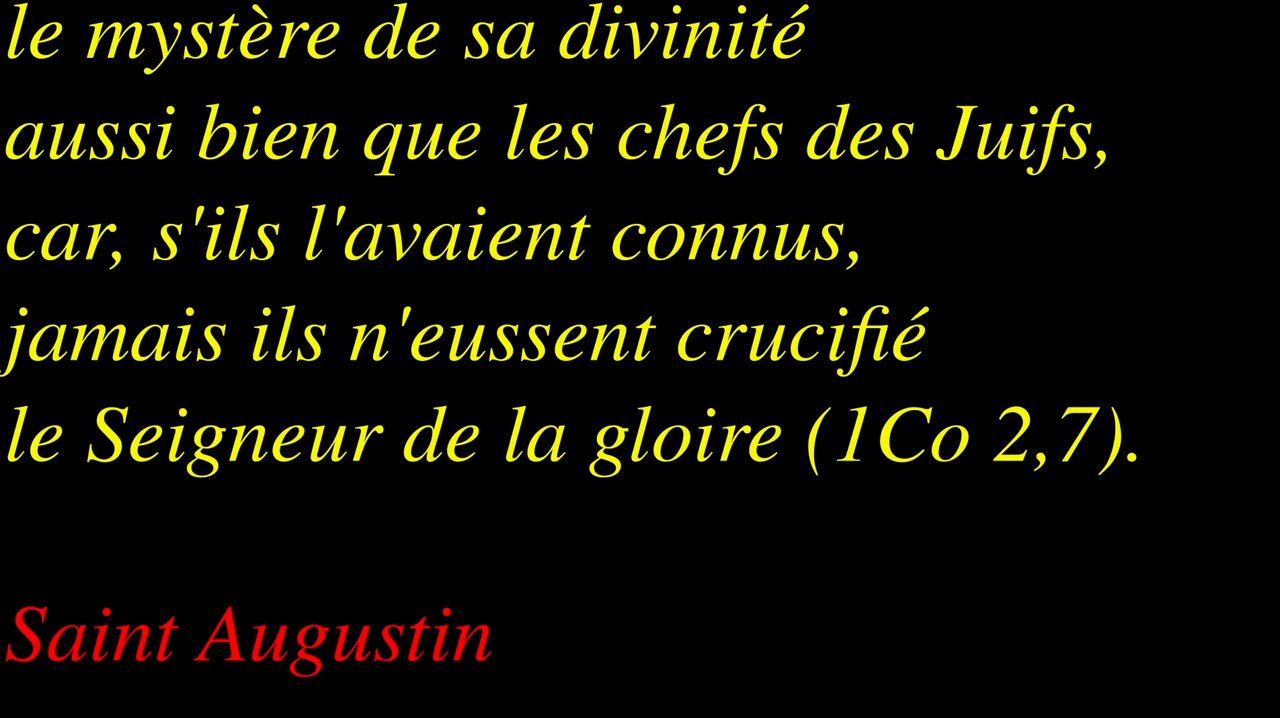 le mystère de sa divinité
aussi bien que les chefs des Juifs,
car, s'ils l'avaient connus,
jamais ils n'eussent crucifié
le Seigneur de la gloire (1Co 2,7).
Saint Augustin